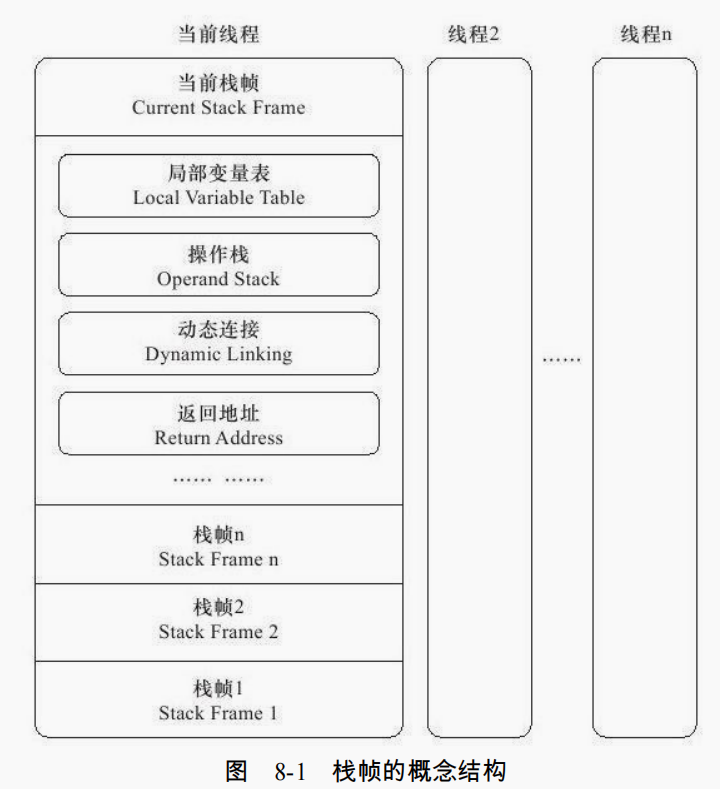 当前线程
线程2
线程n
当前栈帧
Current Stack Frame
局部变量表
Local Variable Table
操作栈
Operand Stack
动态连接
Dynamic Linking
返回地址
Return Address
…… ……
……
栈帧n
Stack Frame n
栈帧2
Stack Frame 2
栈帧1
Stack Frame 1
图 8-1 栈帧的概念结构